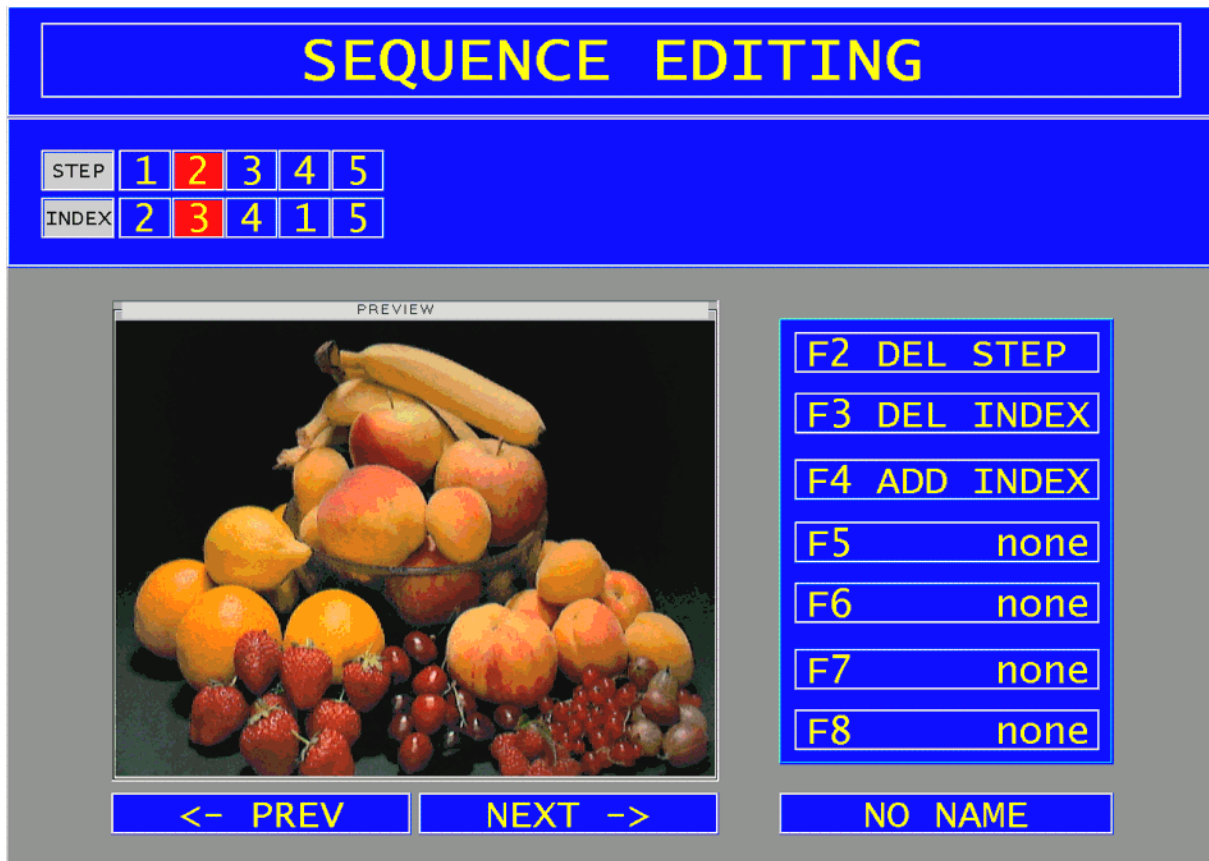 SEQUENCE EDITING
STEP 1 2 3 4 5
INDEX 2 3 4 1 5
PREVIEW
F2 DEL STEP
F3 DEL INDEX
F4 ADD INDEX
F5 none
F6 none
F7 none
F8 none
<- PREV NEXT -> NO NAME